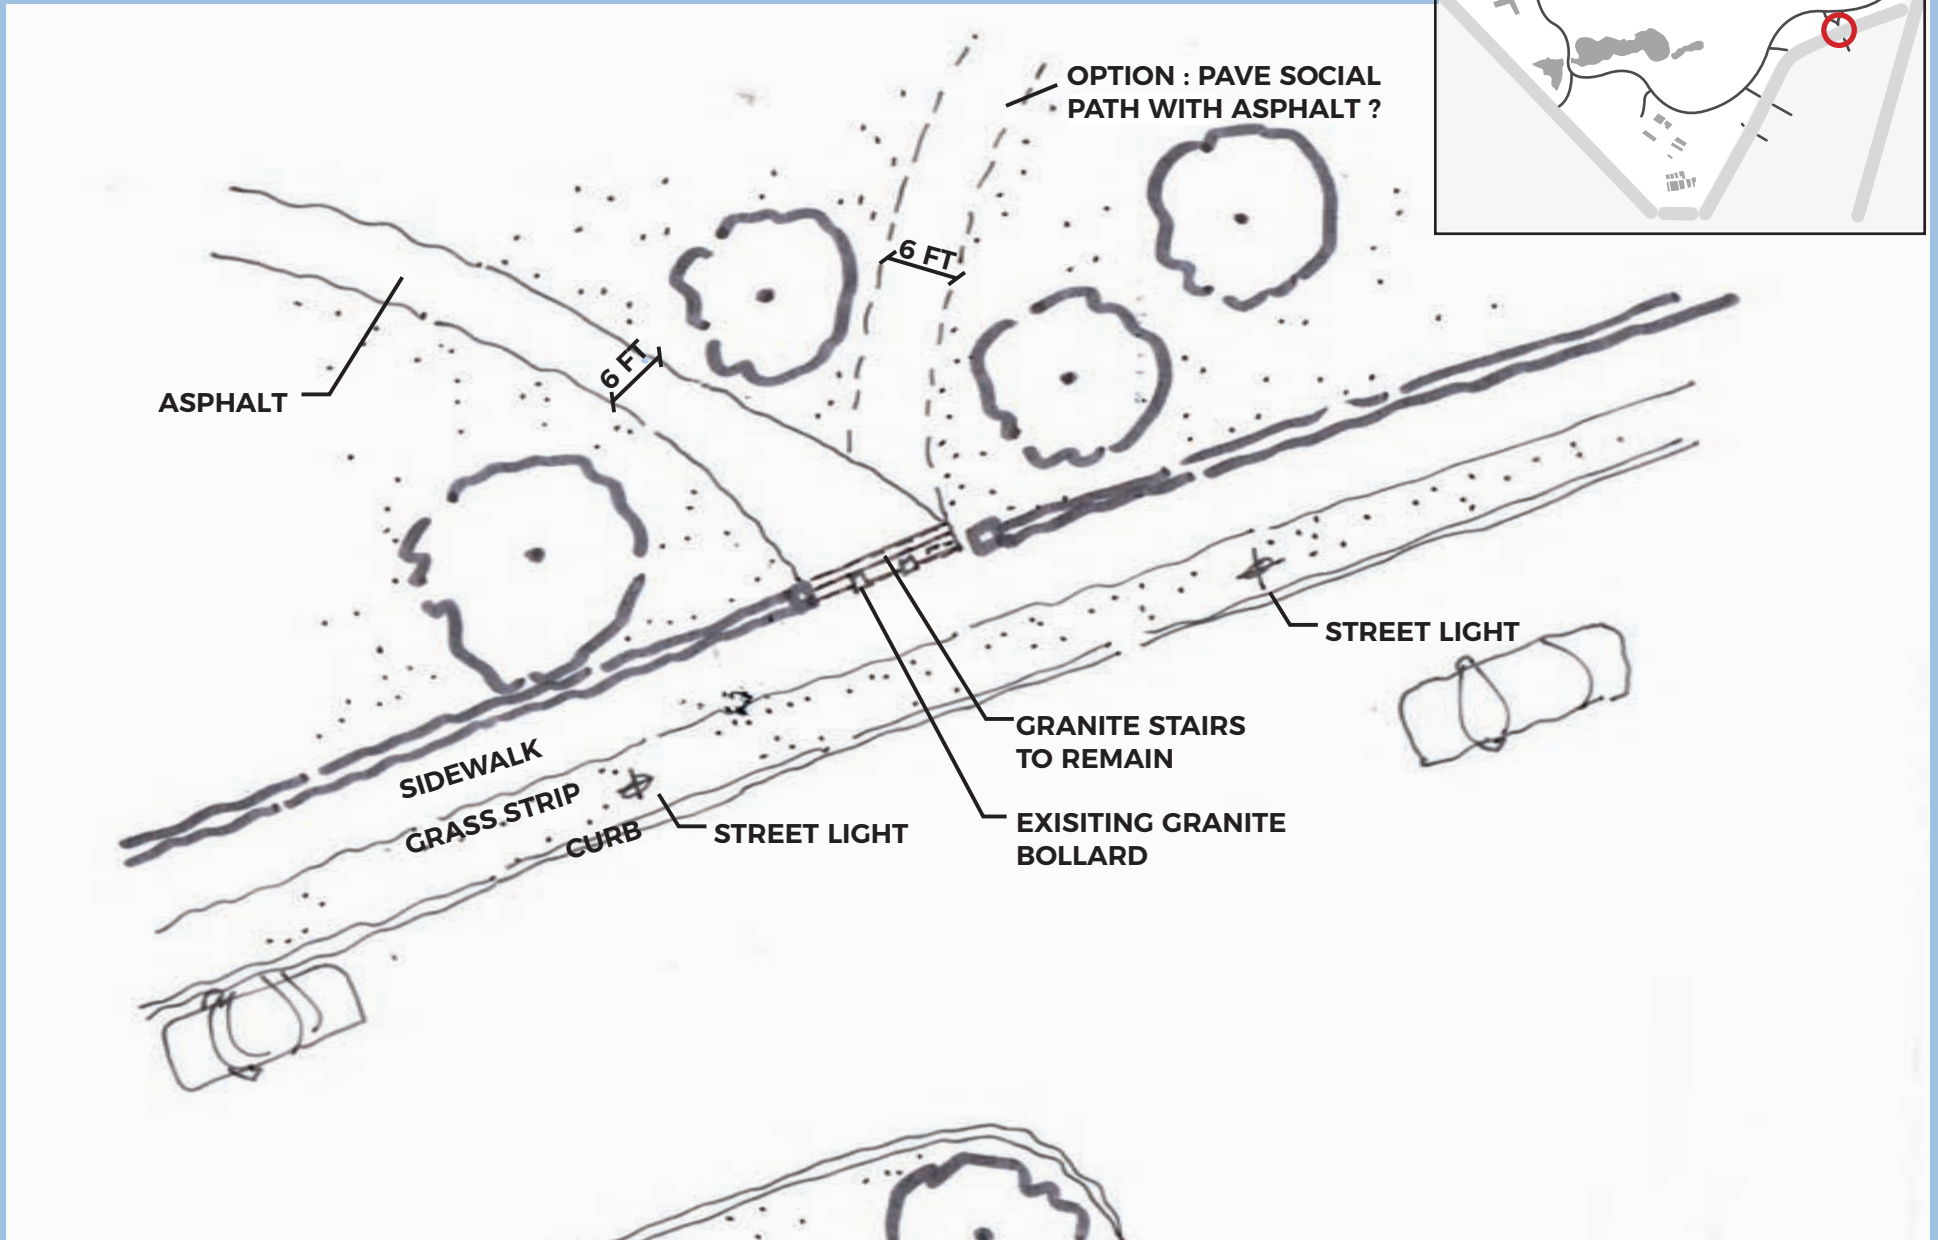 OPTION : PAVE SOCIAL
PATH WITH ASPHALT ?
6 FT
6 FT
ASPHALT
STREET LIGHT
GRANITE STAIRS
TO REMAIN
SIDEWALK
GRASS STRIP
CURB
STREET LIGHT
EXISITING GRANITE
BOLLARD